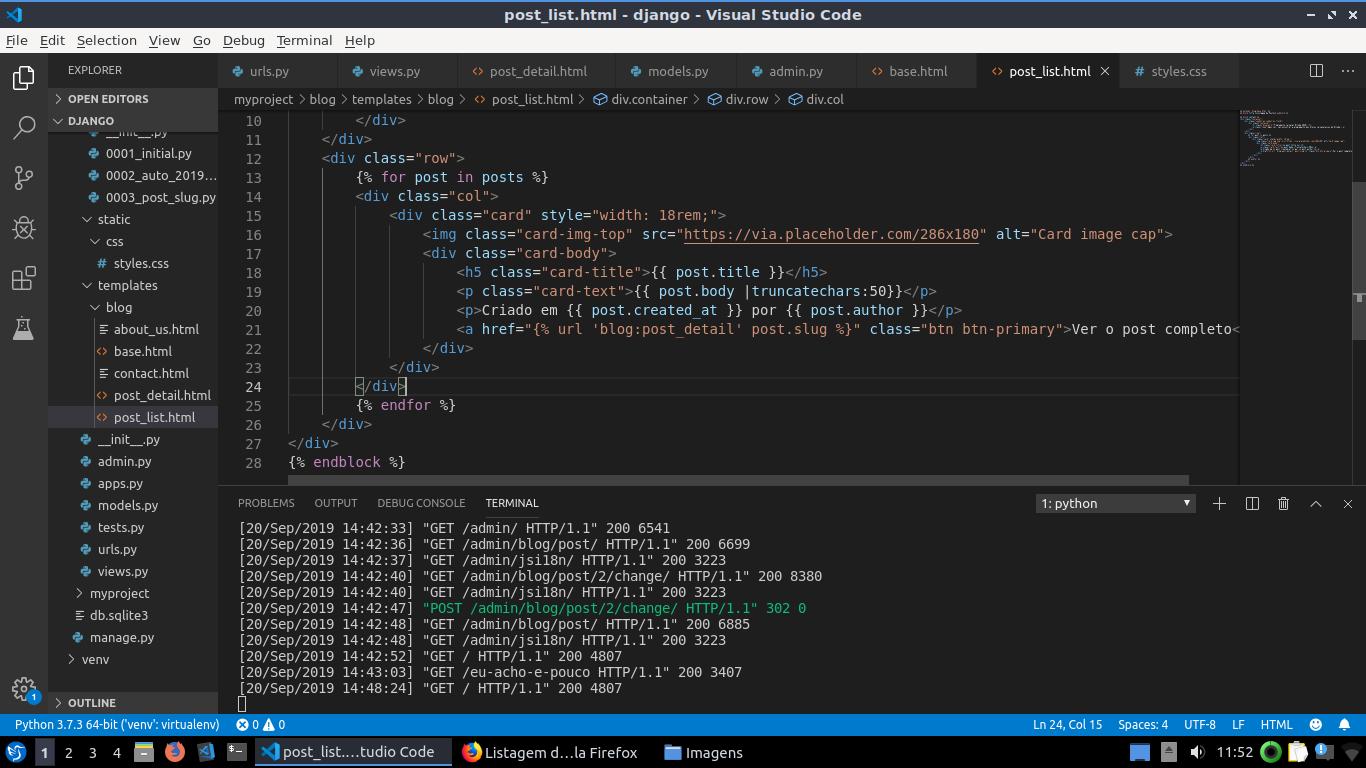 post_list.html - django - Visual Studio Code
File Edit Selection View Go Debug Terminal Help
EXPLORER
OPEN EDITORS
DJANGO
__init__.py
0001_initial.py
0002_auto_2019...
0003_post_slug.py
static
css
styles.css
templates
blog
about_us.html
base.html
contact.html
post_detail.html
post_list.html
__init__.py
admin.py
apps.py
models.py
tests.py
urls.py
views.py
myproject
db.sqlite3
manage.py
venv
OUTLINE
urls.py views.py post_detail.html models.py admin.py base.html post_list.html styles.css
myproject > blog > templates > blog > post_list.html > div.container > div.row > div.col
10 </div>
11 </div>
12 <div class="row">
13 {% for post in posts %}
14 <div class="col">
15 <div class="card" style="width: 18rem;">
16 <img class="card-img-top" src="https://via.placeholder.com/286x180" alt="Card image cap">
17 <div class="card-body">
18 <h5 class="card-title">{{ post.title }}</h5>
19 <p class="card-text">{{ post.body |truncatechars:50}}</p>
20 <p>Criado em {{ post.created_at }} por {{ post.author }}</p>
21 <a href="{% url 'blog:post_detail' post.slug %}" class="btn btn-primary">Ver o post completo<
22 </div>
23 </div>
24 </div>
25 {% endfor %}
26 </div>
27 </div>
28 {% endblock %}
PROBLEMS OUTPUT DEBUG CONSOLE TERMINAL 1: python
[20/Sep/2019 14:42:33] "GET /admin/ HTTP/1.1" 200 6541
[20/Sep/2019 14:42:36] "GET /admin/blog/post/ HTTP/1.1" 200 6699
[20/Sep/2019 14:42:37] "GET /admin/jsi18n/ HTTP/1.1" 200 3223
[20/Sep/2019 14:42:40] "GET /admin/blog/post/2/change/ HTTP/1.1" 200 8380
[20/Sep/2019 14:42:40] "GET /admin/jsi18n/ HTTP/1.1" 200 3223
[20/Sep/2019 14:42:47] "POST /admin/blog/post/2/change/ HTTP/1.1" 302 0
[20/Sep/2019 14:42:48] "GET /admin/blog/post/ HTTP/1.1" 200 6885
[20/Sep/2019 14:42:48] "GET /admin/jsi18n/ HTTP/1.1" 200 3223
[20/Sep/2019 14:42:52] "GET / HTTP/1.1" 200 4807
[20/Sep/2019 14:43:03] "GET /eu-acho-e-pouco HTTP/1.1" 200 3407
[20/Sep/2019 14:48:24] "GET / HTTP/1.1" 200 4807
1
Python 3.7.3 64-bit ('venv': virtualenv) 0 0 Ln 24, Col 15 Spaces: 4 UTF-8 LF HTML
1 2 3 4 post_list....tudio Code Listagem d...la Firefox Imagens 11:52